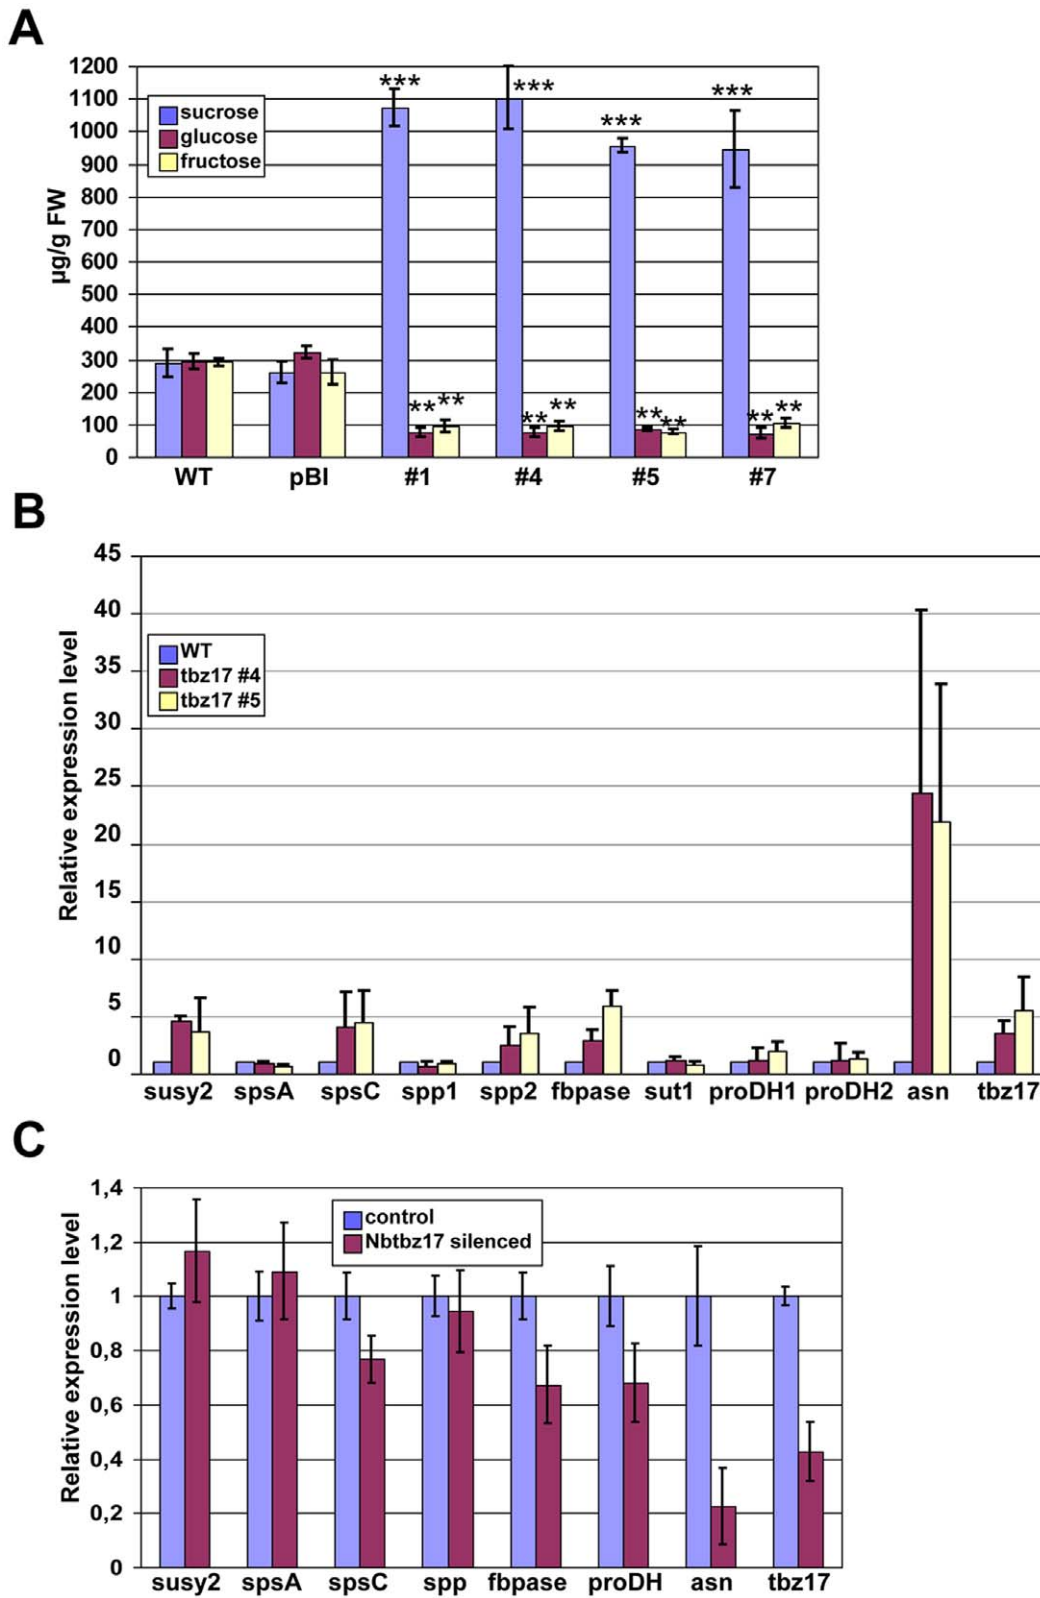 A
1200
1100
1000
900
800
700
600
500
400
300
200
100
0
µg/g FW
sucrose
glucose
fructose
***
***
***
***
** **
** **
** **
** **
WT pBI #1 #4 #5 #7
B
45
40
35
30
25
20
15
10
5
0
Relative expression level
WT
tbz17 #4
tbz17 #5
susy2 spsA spsC spp1 spp2 fbpase sut1 proDH1 proDH2 asn tbz17
C
1,4
1,2
1
0,8
0,6
0,4
0,2
0
Relative expression level
control
Nbtbz17 silenced
susy2 spsA spsC spp fbpase proDH asn tbz17